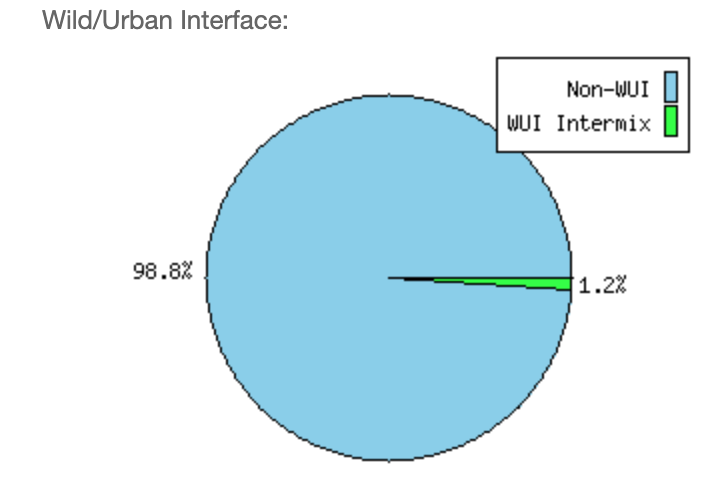 Wild/Urban Interface:
Non-WUI
WUI Intermix
98.8%
1.2%